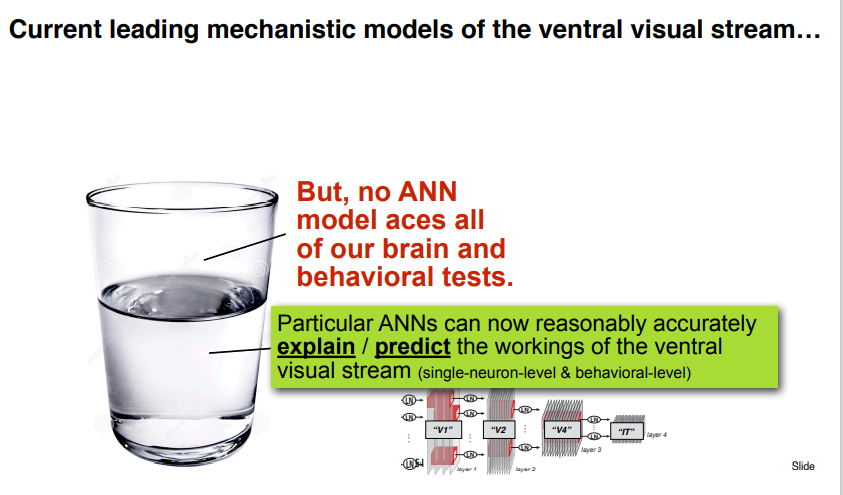 Current leading mechanistic models of the ventral visual stream…
But, no ANN
model aces all
of our brain and
behavioral tests.
Particular ANNs can now reasonably accurately
explain / predict the workings of the ventral
visual stream (single-neuron-level & behavioral-level)
LN LN
LN LN LN LN
"V1" "V2 "V4" "IT"
layer 4
LN LN LN
layer 3
LN
layer 1 layer 2
Slide